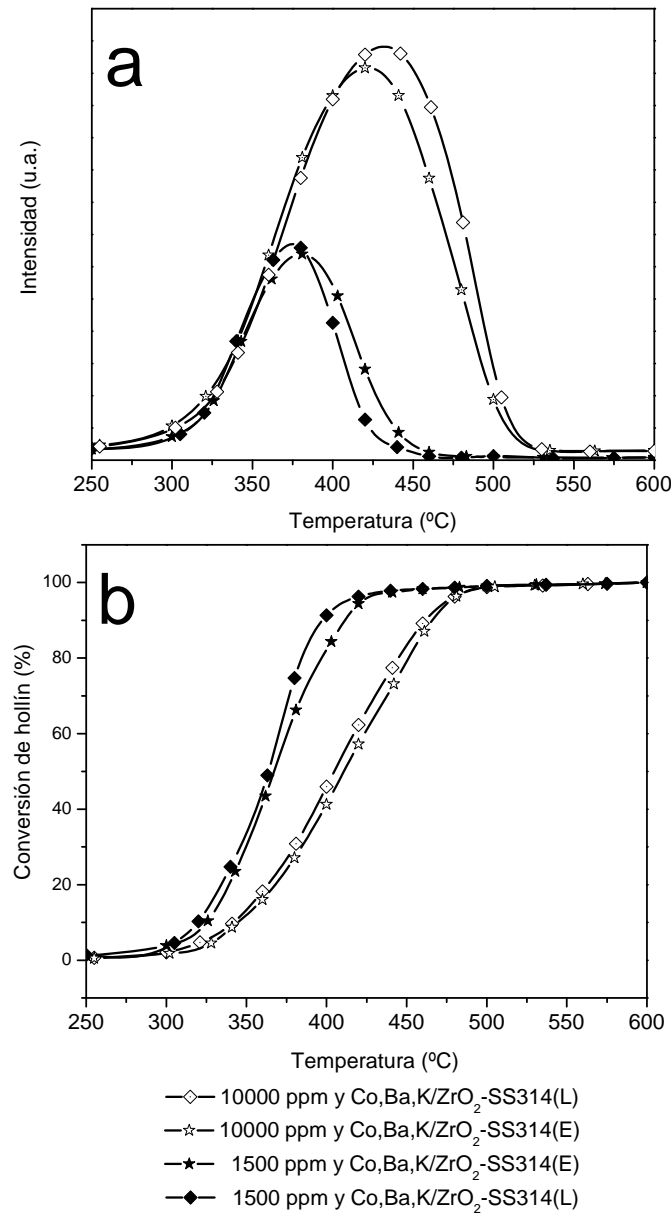 a
Intensidad (u.a.)
250 300 350 400 450 500 550 600
Temperatura (ºC)
b
Conversión de hollín (%)
100
80
60
40
20
0
250 300 350 400 450 500 550 600
Temperatura (ºC)
10000 ppm y Co,Ba,K/ZrO₂-SS314(L)
10000 ppm y Co,Ba,K/ZrO₂-SS314(E)
1500 ppm y Co,Ba,K/ZrO₂-SS314(E)
1500 ppm y Co,Ba,K/ZrO₂-SS314(L)